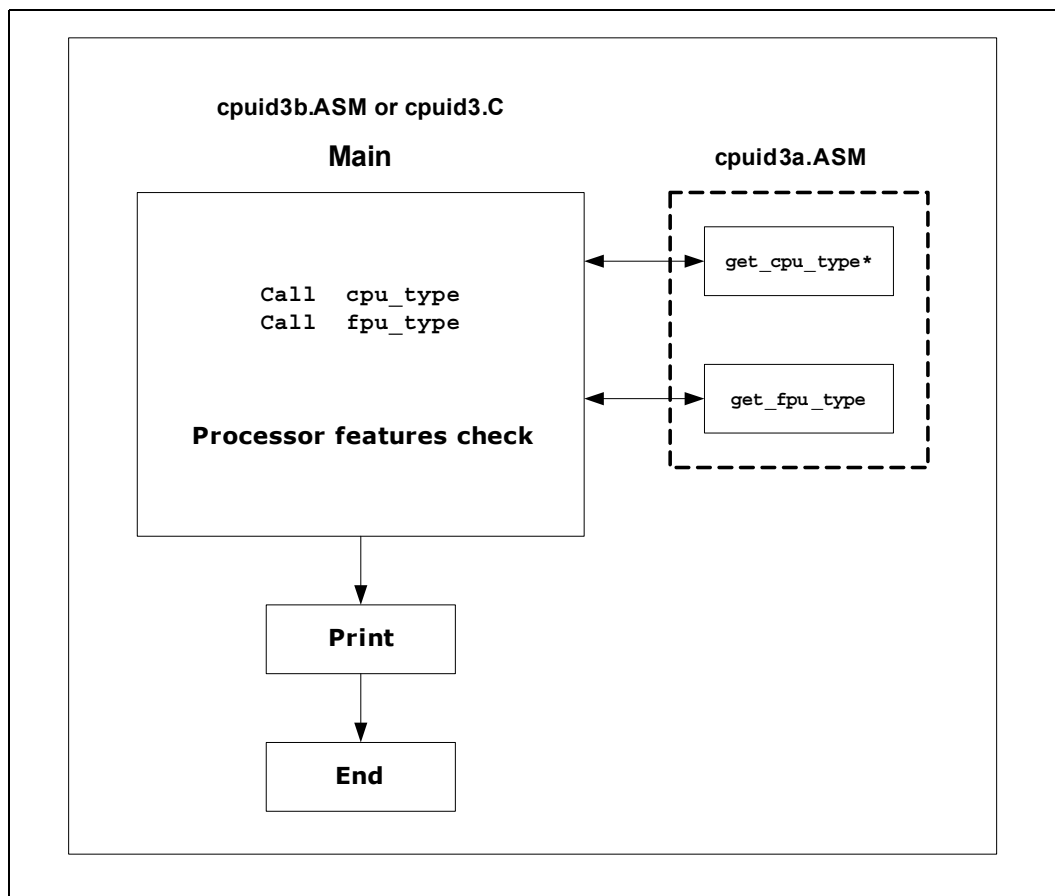 cpuid3b.ASM or cpuid3.C
Main
cpuid3a.ASM
get_cpu_type*
Call cpu_type
Call fpu_type
get_fpu_type
Processor features check
Print
End